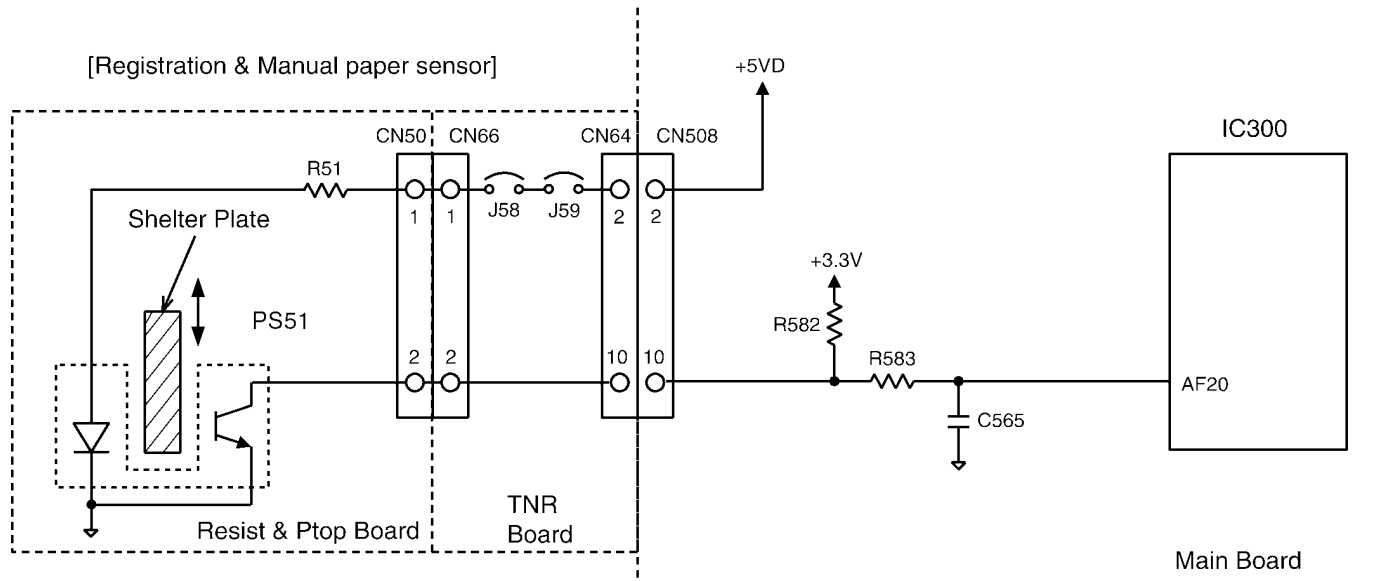 [Registration & Manual paper sensor]
+5VD
IC300
CN50
CN66
CN64
CN508
R51
J58
J59
1
1
2
2
Shelter Plate
+3.3V
PS51
R582
2
2
10
10
R583
AF20
C565
TNR
Board
Resist & Ptop Board
Main Board